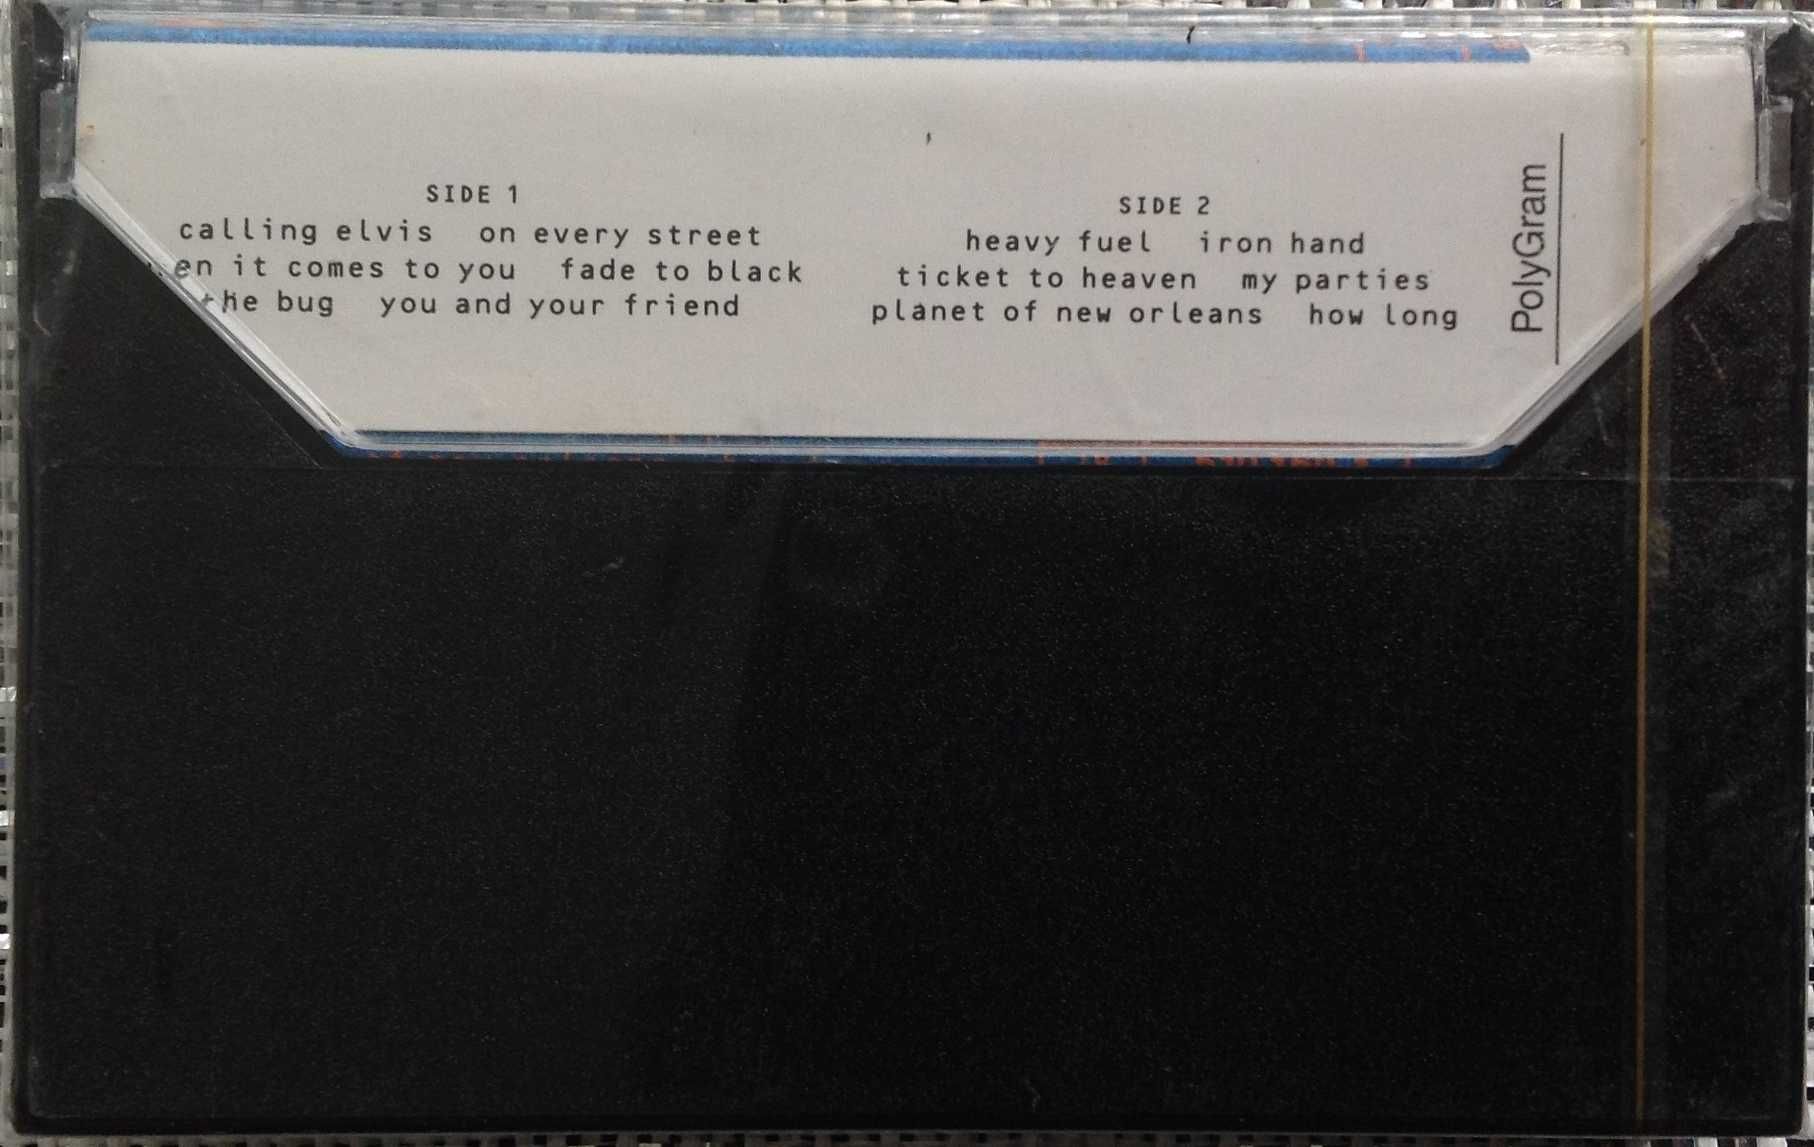 SIDE 1
calling elvis on every street
en it comes to you fade to black
the bug you and your friend
SIDE 2
heavy fuel iron hand
ticket to heaven my parties
planet of new orleans how long
PolyGram